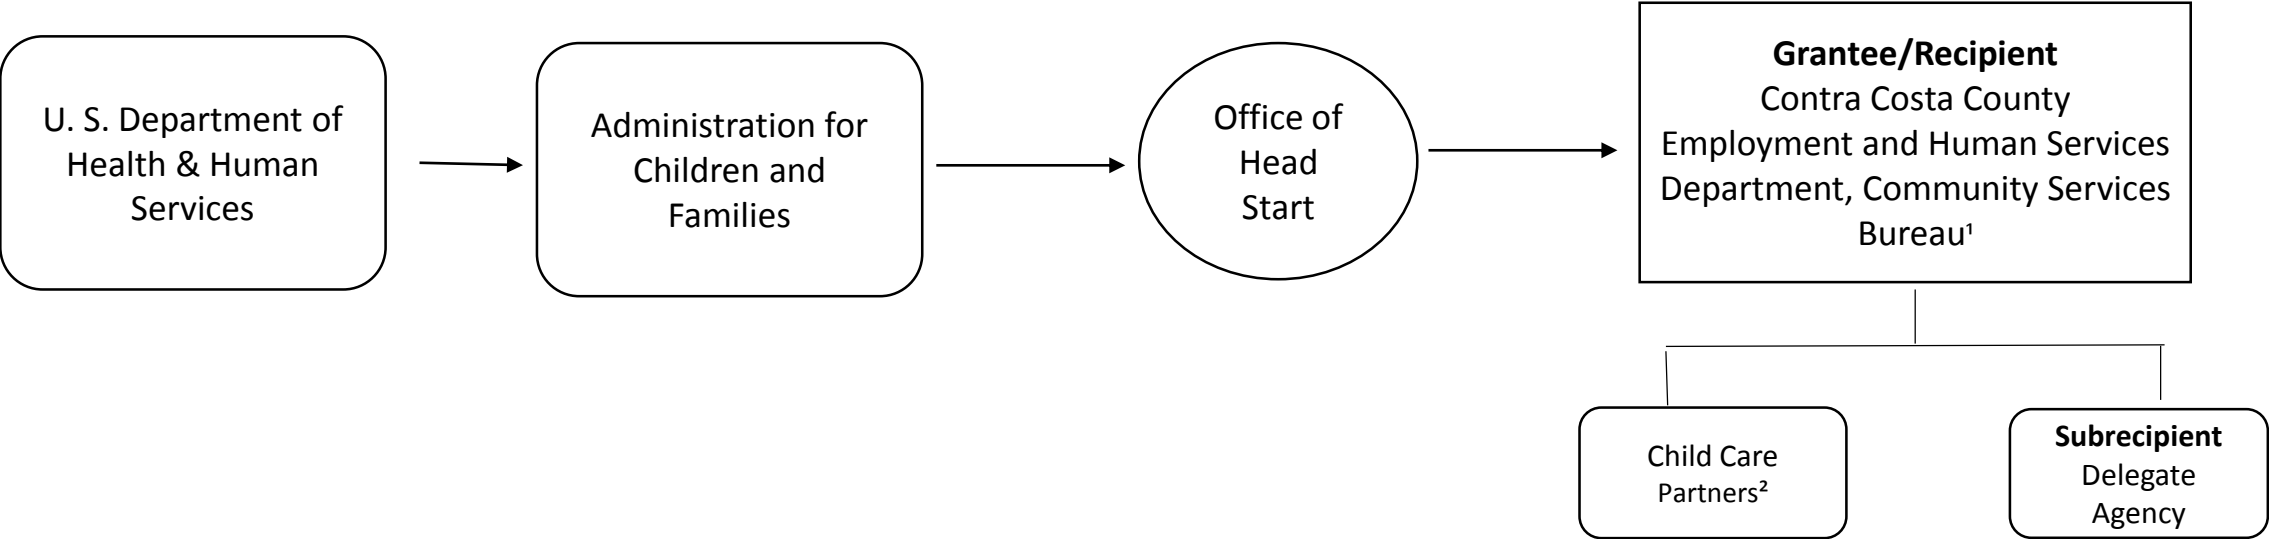 U. S. Department of
Health & Human
Services
Administration for
Children and
Families
Office of
Head
Start
Grantee/Recipient
Contra Costa County
Employment and Human Services
Department, Community Services
Bureau¹
Child Care
Partners²
Subrecipient
Delegate
Agency